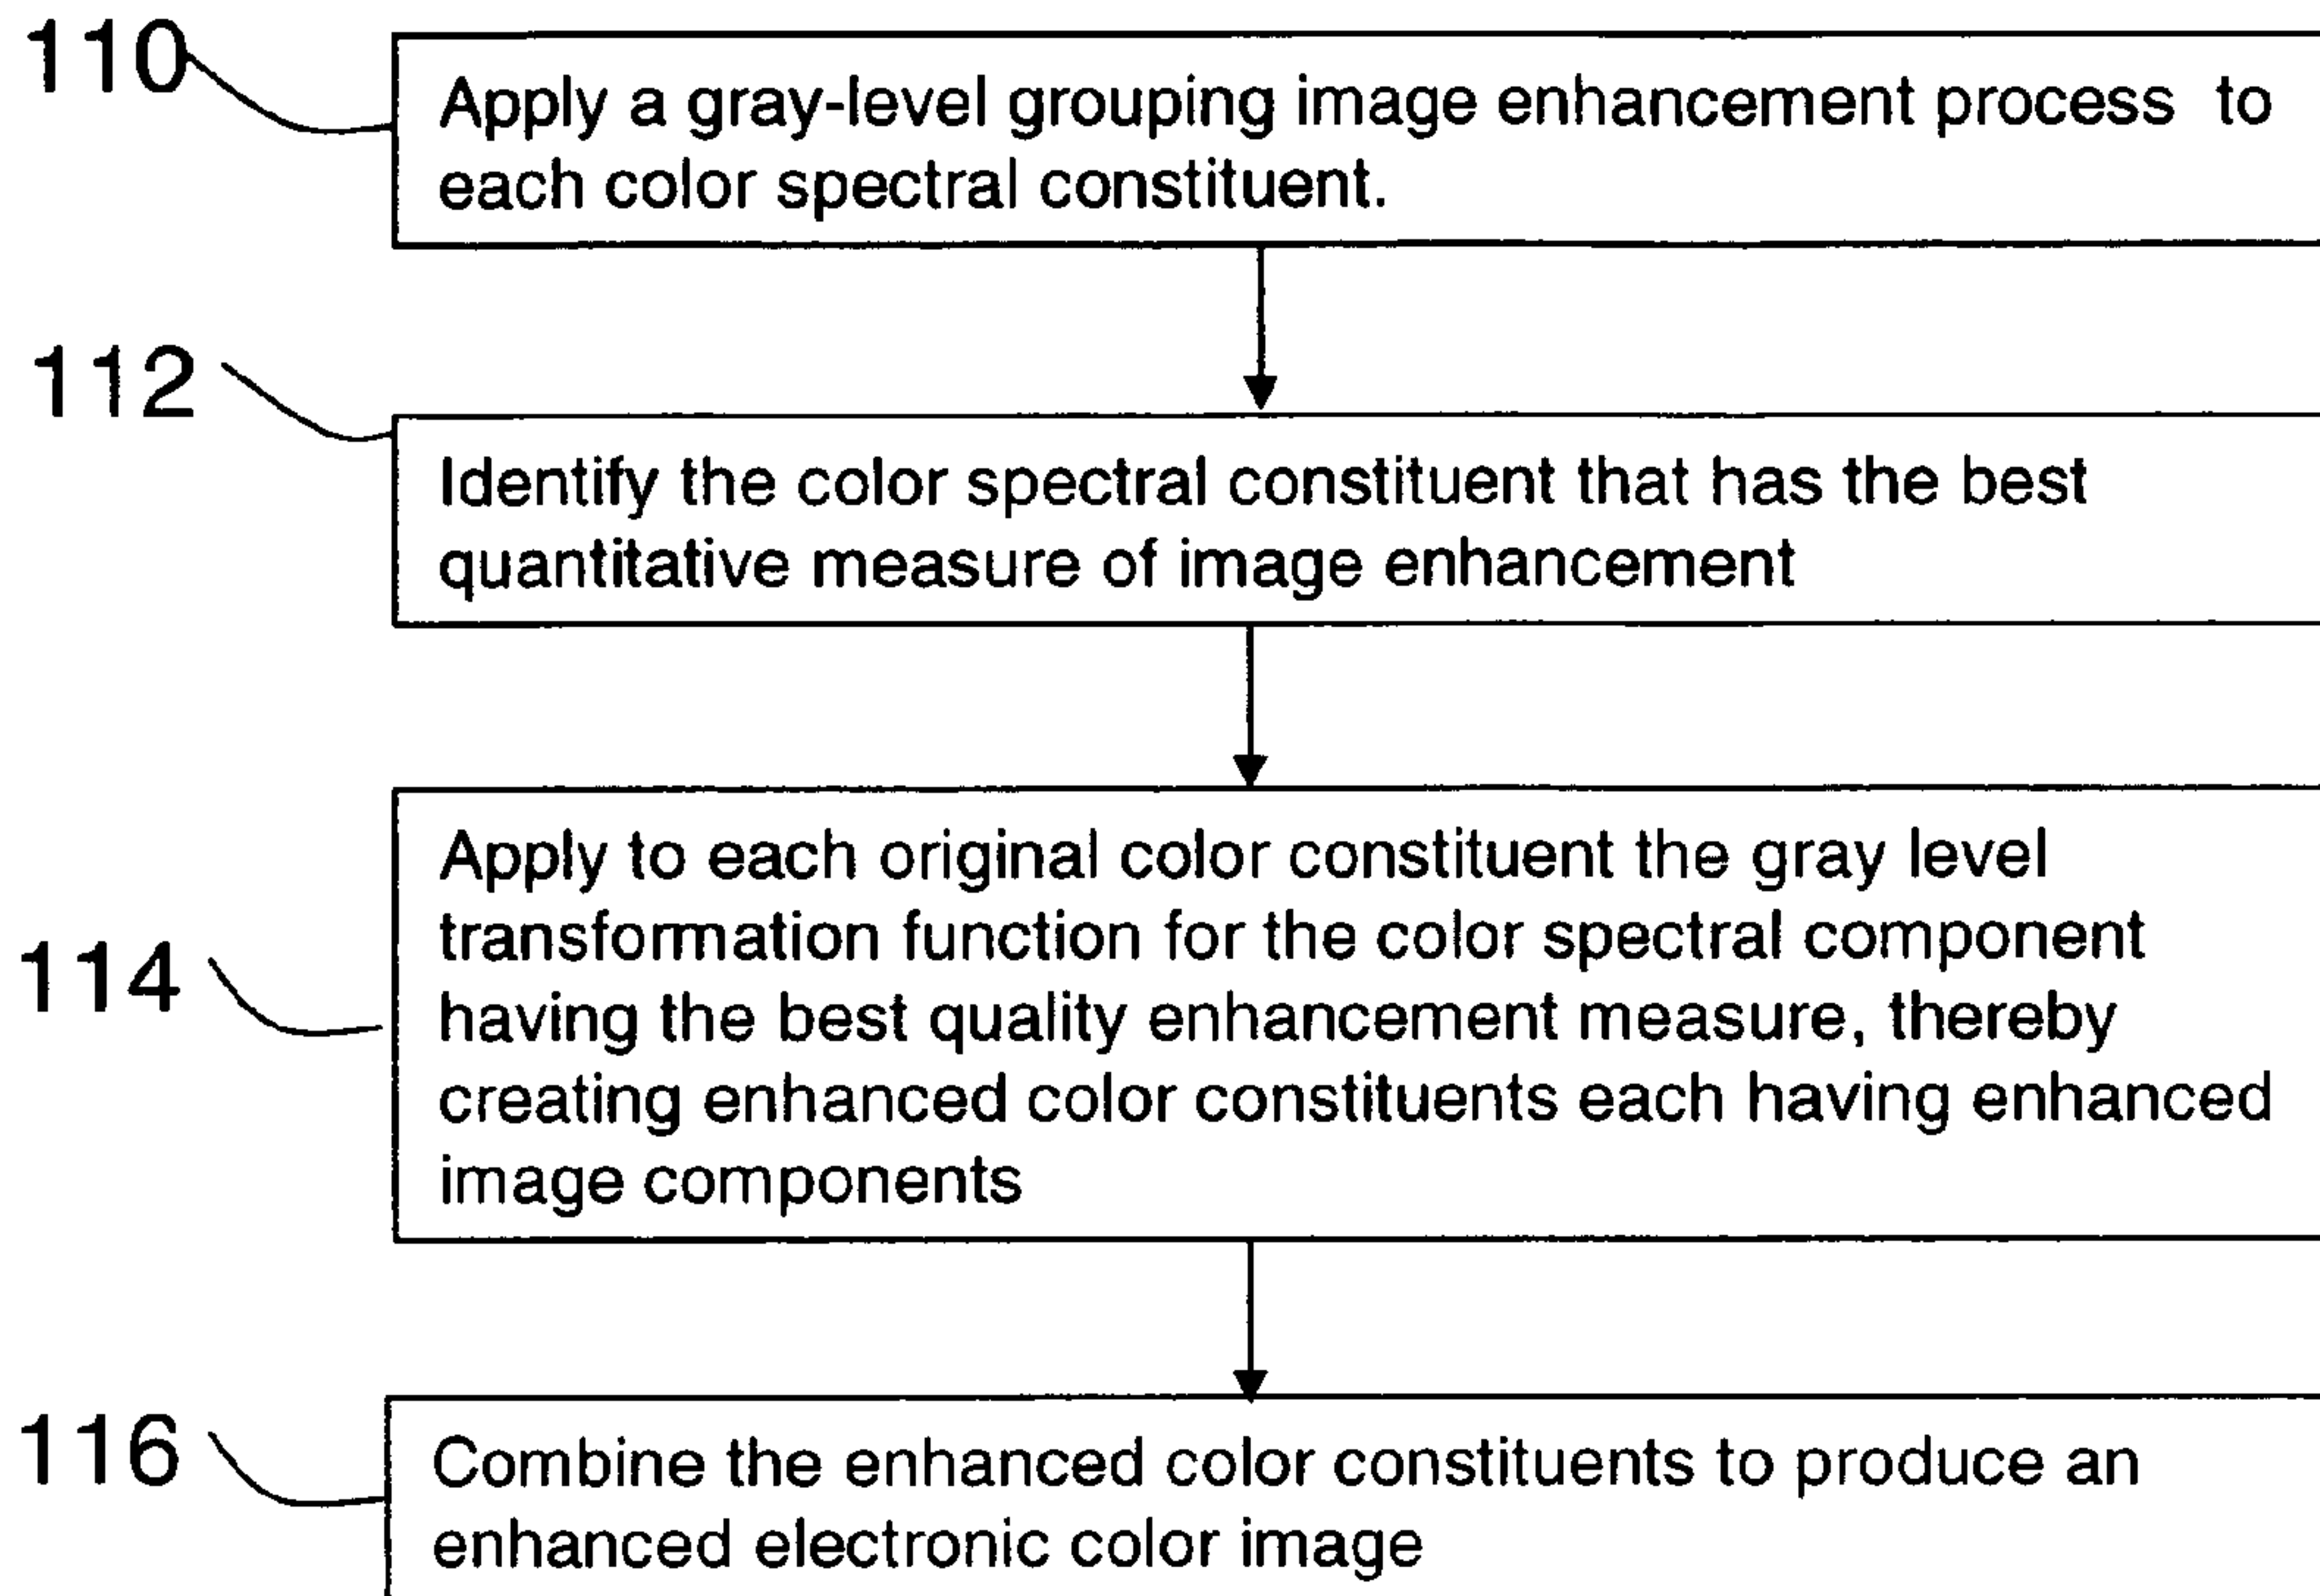 110
Apply a gray-level grouping image enhancement process to
each color spectral constituent.
112
Identify the color spectral constituent that has the best
quantitative measure of image enhancement
Apply to each original color constituent the gray level
transformation function for the color spectral component
114
having the best quality enhancement measure, thereby
creating enhanced color constituents each having enhanced
image components
116
Combine the enhanced color constituents to produce an
enhanced electronic color image